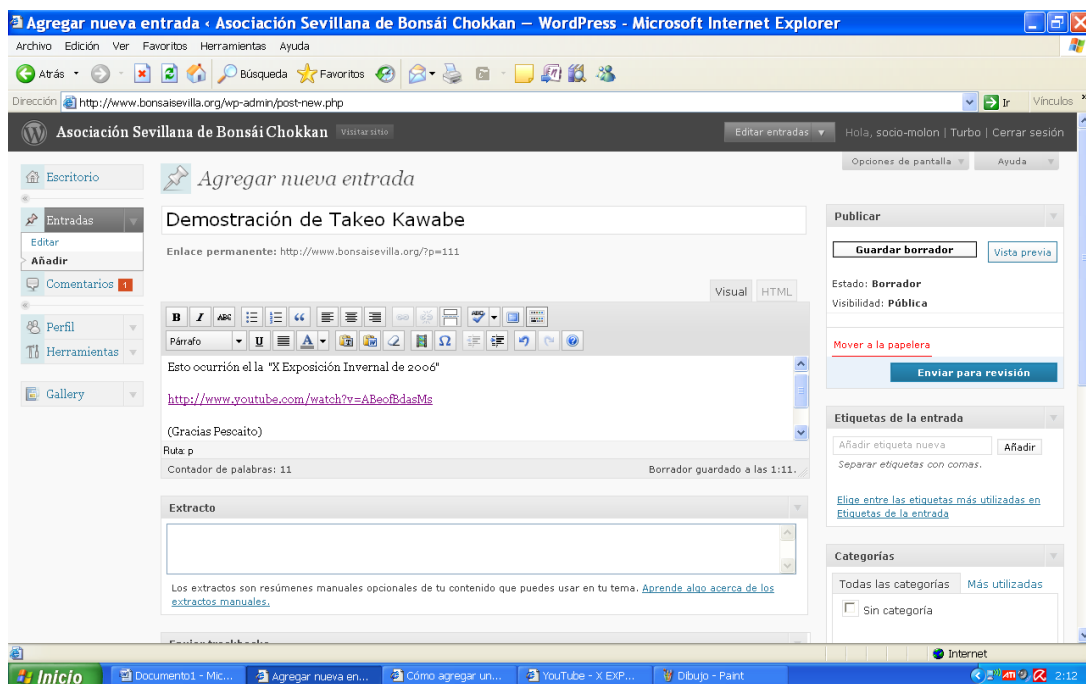 Agregar nueva entrada ‹ Asociación Sevillana de Bonsái Chokkan — WordPress - Microsoft Internet Explorer
Archivo Edición Ver Favoritos Herramientas Ayuda
Atrás Búsqueda Favoritos
Dirección http://www.bonsaisevilla.org/wp-admin/post-new.php Ir Vínculos »
Asociación Sevillana de Bonsái Chokkan Visitar sitio Editar entradas Hola, socio-molon | Turbo | Cerrar sesión
Opciones de pantalla Ayuda
Escritorio
Agregar nueva entrada
Entradas
Editar
Añadir
Comentarios 1
Perfil
Herramientas
Gallery
Demostración de Takeo Kawabe
Enlace permanente: http://www.bonsaisevilla.org/?p=111
Visual HTML
B I ABC
Párrafo U A Ω
Esto ocurrión el la "X Exposición Invernal de 2006"
http://www.youtube.com/watch?v=ABeofBdasMs
(Gracias Pescaito)
Ruta: p
Contador de palabras: 11 Borrador guardado a las 1:11.
Extracto
Los extractos son resúmenes manuales opcionales de tu contenido que puedes usar en tu tema. Aprende algo acerca de los
extractos manuales.
Enviar trackbacks
Publicar
Guardar borrador Vista previa
Estado: Borrador
Visibilidad: Pública
Mover a la papelera
Enviar para revisión
Etiquetas de la entrada
Añadir etiqueta nueva Añadir
Separar etiquetas con comas.
Elige entre las etiquetas más utilizadas en
Etiquetas de la entrada
Categorías
Todas las categorías Más utilizadas
Sin categoría
Internet
Inicio Documento1 - Mic... Agregar nueva en... Cómo agregar un... YouTube - X EXP... Dibujo - Paint 2:12